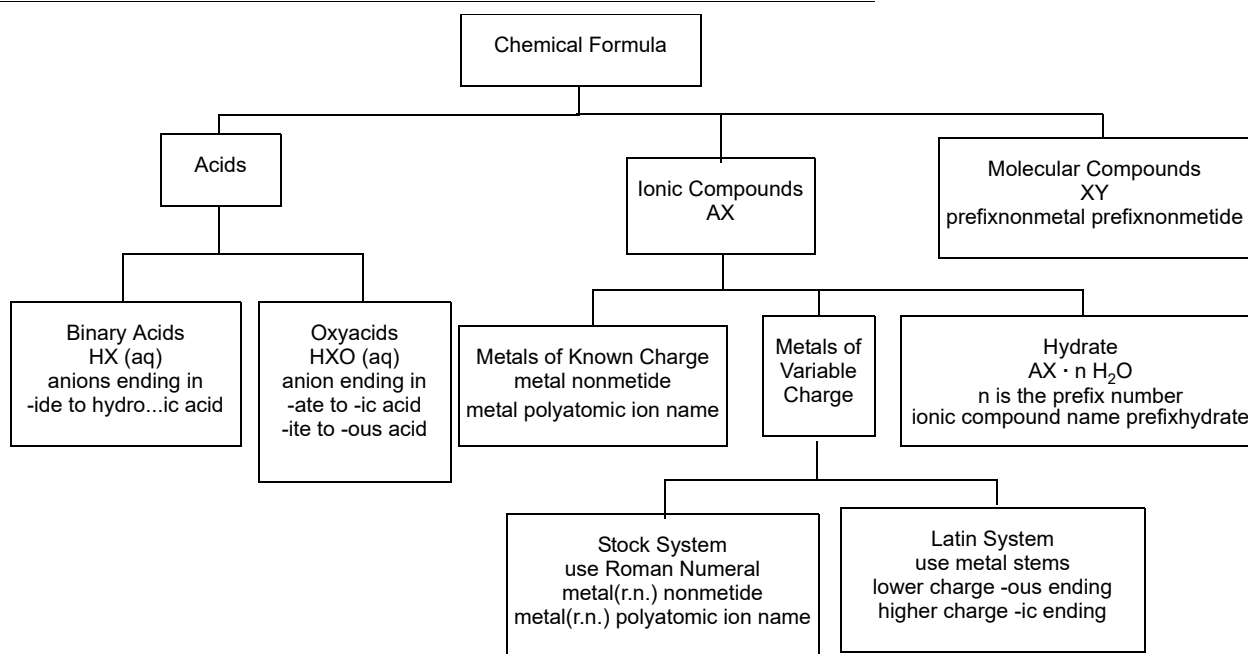 Chemical Formula
Acids
Ionic Compounds
AX
Molecular Compounds
XY
prefixnonmetal prefixnonmetide
Binary Acids
HX (aq)
anions ending in
-ide to hydro...ic acid
Oxyacids
HXO (aq)
anion ending in
-ate to -ic acid
-ite to -ous acid
Metals of Known Charge
metal nonmetide
metal polyatomic ion name
Metals of
Variable
Charge
Hydrate
AX · n H₂O
n is the prefix number
ionic compound name prefixhydrate
Stock System
use Roman Numeral
metal(r.n.) nonmetide
metal(r.n.) polyatomic ion name
Latin System
use metal stems
lower charge -ous ending
higher charge -ic ending